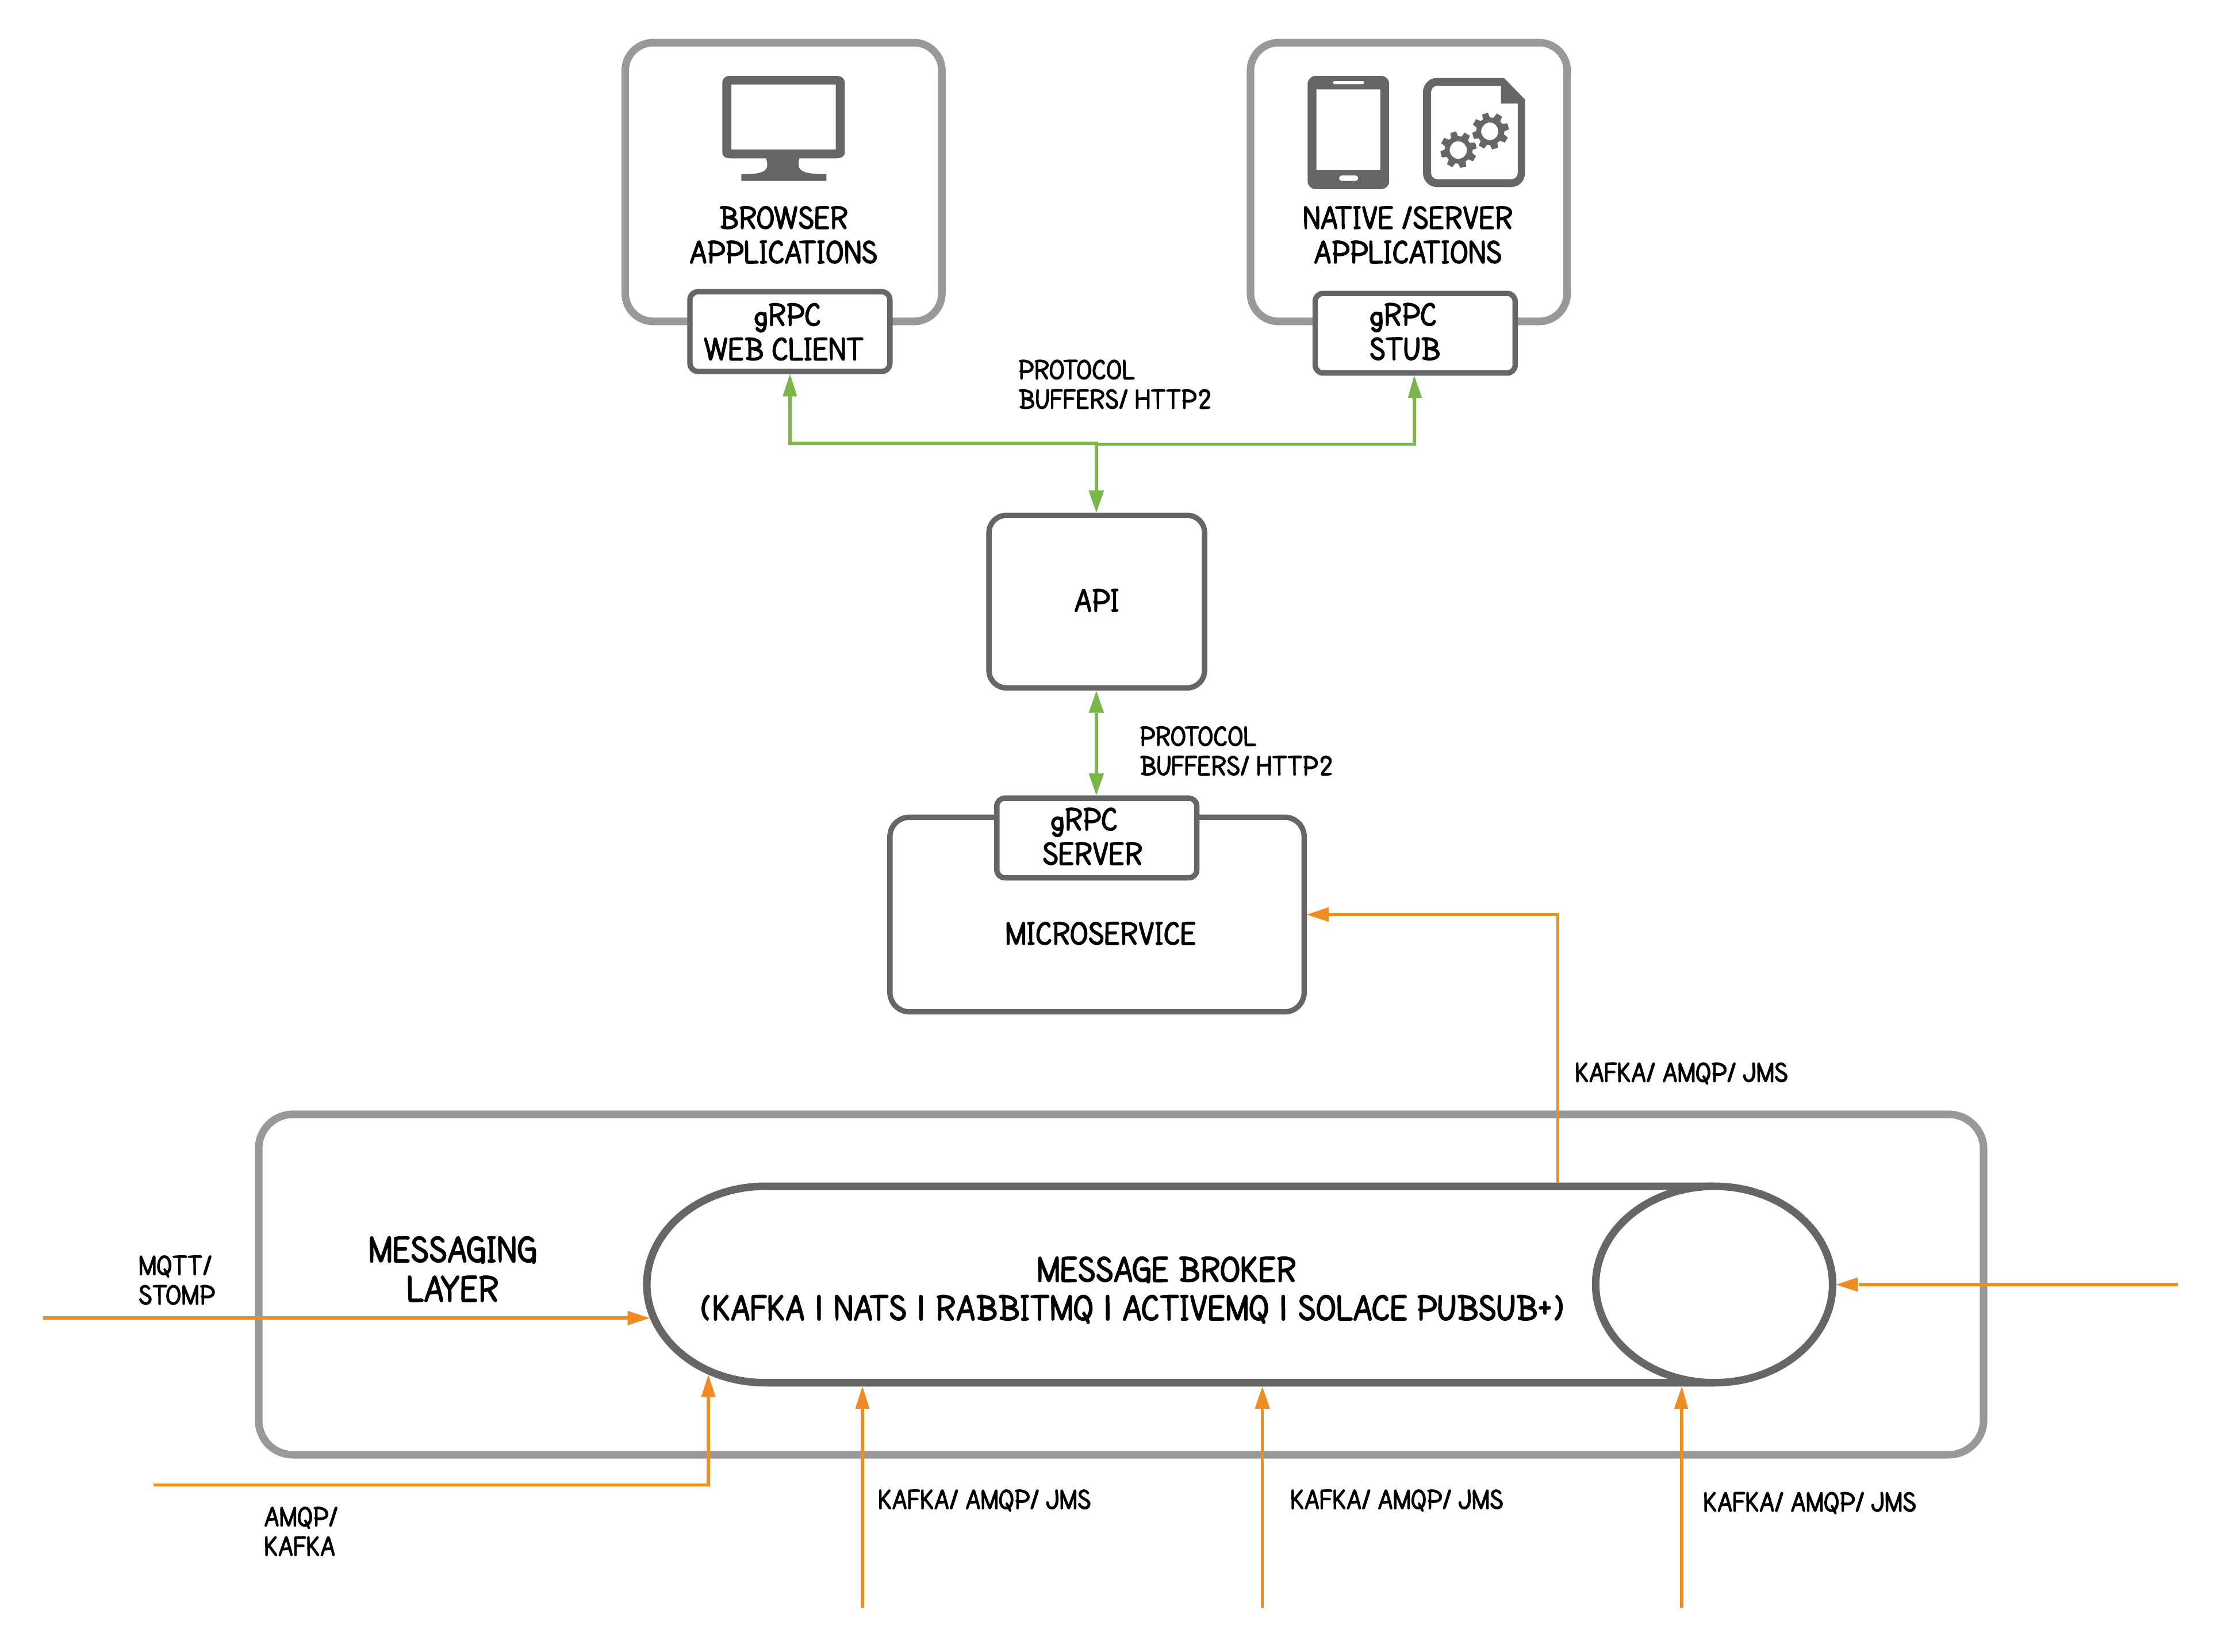 BROWSER
APPLICATIONS
gRPC
WEB CLIENT
NATIVE /SERVER
APPLICATIONS
gRPC
STUB
PROTOCOL
BUFFERS/ HTTP2
API
PROTOCOL
BUFFERS/ HTTP2
gRPC
SERVER
MICROSERVICE
KAFKA/ AMQP/ JMS
MESSAGING
LAYER
MQTT/
STOMP
MESSAGE BROKER
(KAFKA | NATS | RABBITMQ | ACTIVEMQ | SOLACE PUBSUB+)
AMQP/
KAFKA
KAFKA/ AMQP/ JMS
KAFKA/ AMQP/ JMS
KAFKA/ AMQP/ JMS